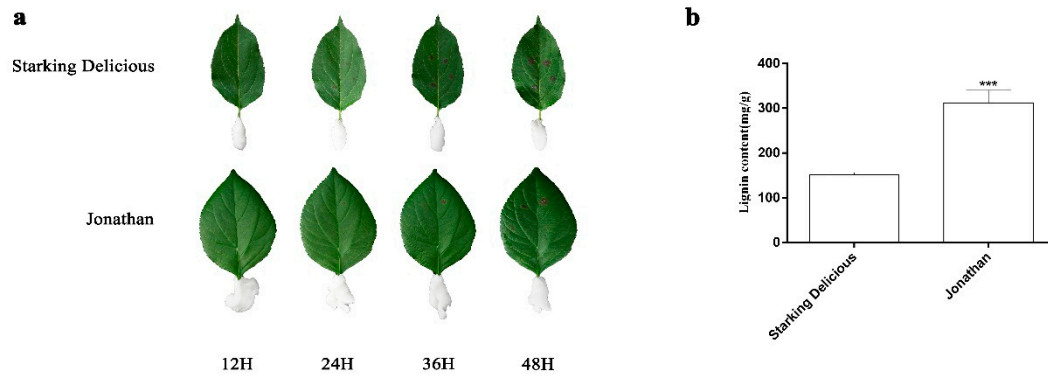 a
Starking Delicious
Jonathan
12H
24H
36H
48H
b
Lignin content(mg/g)
400
300
200
100
0
***
Starking Delicious
Jonathan